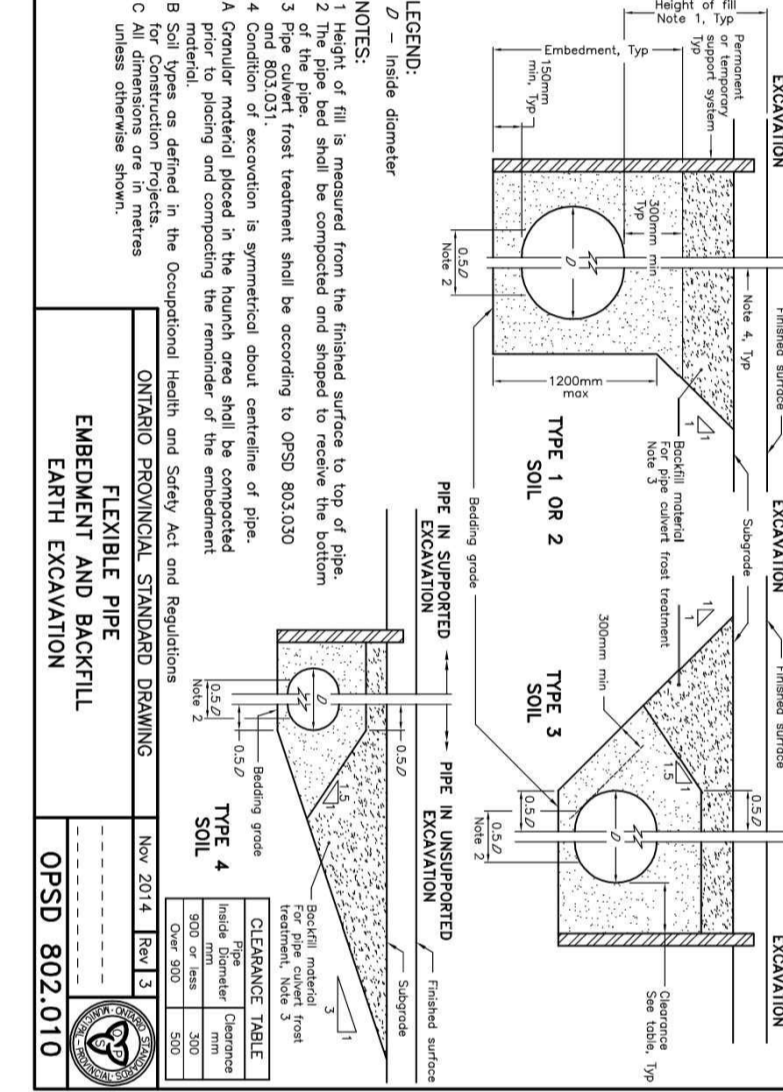 EXCAVATION
Finished surface
EXCAVATION
Finished surface
EXCAVATION
Height of fill
Note 1, Typ
Permanent
or temporary
support system
Typ
Embedment, Typ
150mm
min, Typ
300mm min
Typ
D
0.5D
Note 2
Note 4, Typ
1200mm
max
1
1
Backfill material
For pipe culvert frost treatment
Note 3
TYPE 1 OR 2
SOIL
Subgrade
Bedding grade
1
1
300mm min
TYPE 3
SOIL
1.5
1
0.5D
0.5D
0.5D
Note 2
D
Clearance
See table, Typ
PIPE IN SUPPORTED
EXCAVATION
PIPE IN UNSUPPORTED
EXCAVATION
Finished surface
Subgrade
D
0.5D
0.5D
Note 2
0.5D
Bedding grade
1.5
1
TYPE 4
SOIL
3
1
Backfill material
For pipe culvert frost
treatment, Note 3
CLEARANCE TABLE
Pipe
Inside Diameter
mm
Clearance
mm
900 or less 300
Over 900 500
LEGEND:
D – Inside diameter
NOTES:
1 Height of fill is measured from the finished surface to top of pipe.
2 The pipe bed shall be compacted and shaped to receive the bottom
of the pipe.
3 Pipe culvert frost treatment shall be according to OPSD 803.030
and 803.031.
4 Condition of excavation is symmetrical about centreline of pipe.
A Granular material placed in the haunch area shall be compacted
prior to placing and compacting the remainder of the embedment
material.
B Soil types as defined in the Occupational Health and Safety Act and Regulations
for Construction Projects.
C All dimensions are in metres
unless otherwise shown.
ONTARIO PROVINCIAL STANDARD DRAWING
Nov 2014 Rev 3
FLEXIBLE PIPE
EMBEDMENT AND BACKFILL
EARTH EXCAVATION
OPSD 802.010